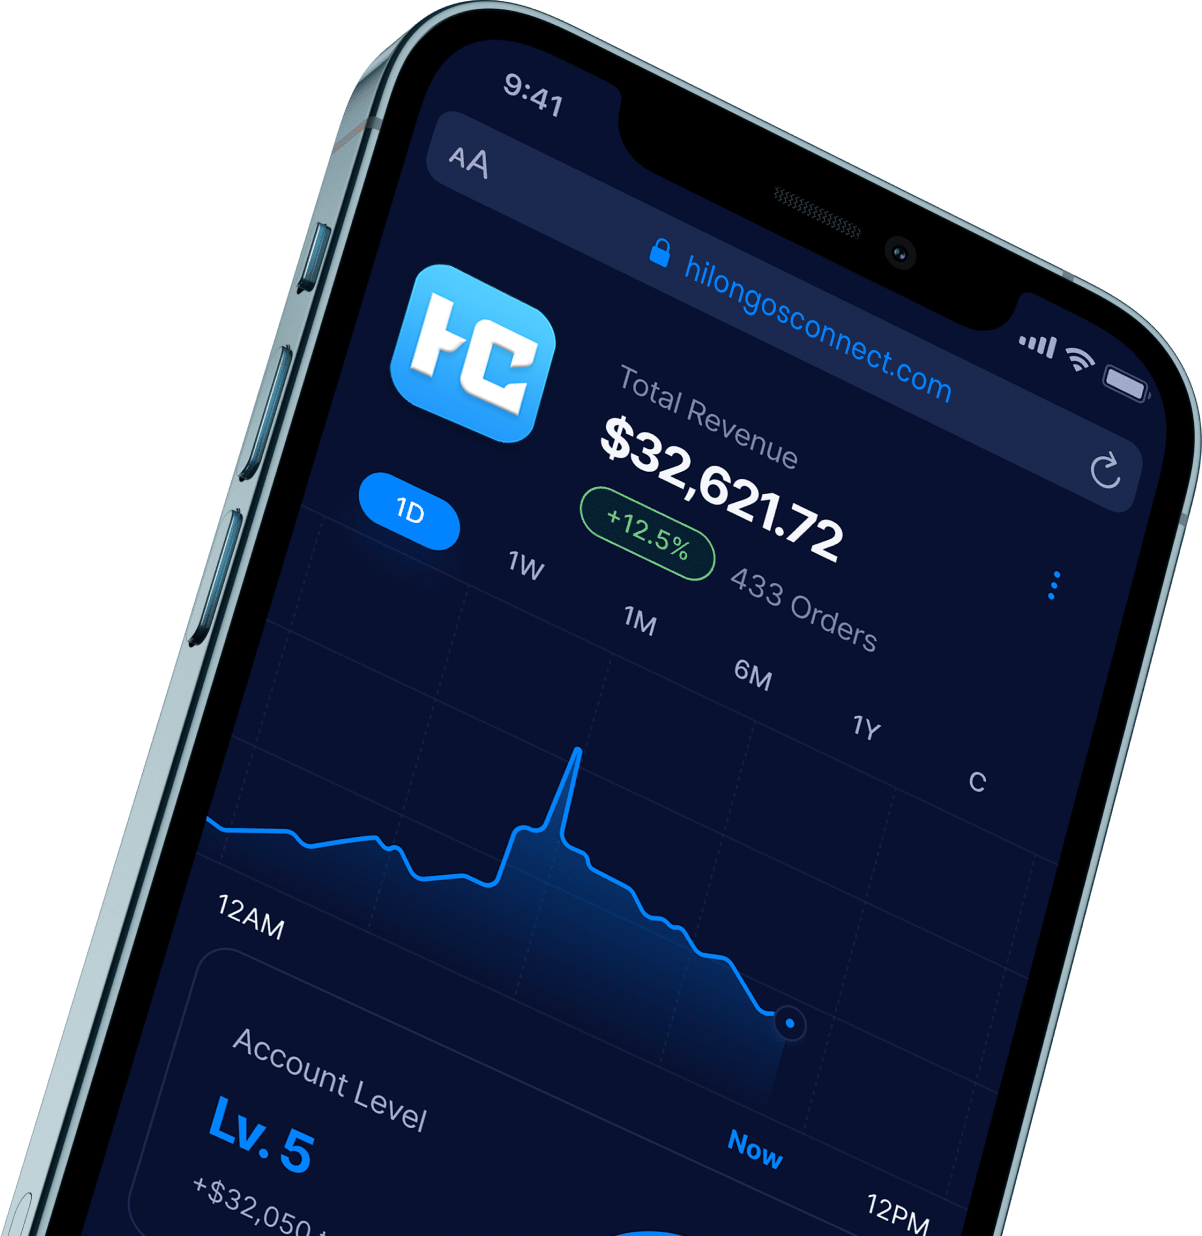 9:41
AA
hilongosconnect.com
HC
Total Revenue
$32,621.72
+12.5%
433 Orders
1D
1W
1M
6M
1Y
C
12AM
Now
12PM
Account Level
Lv. 5
+$32,050